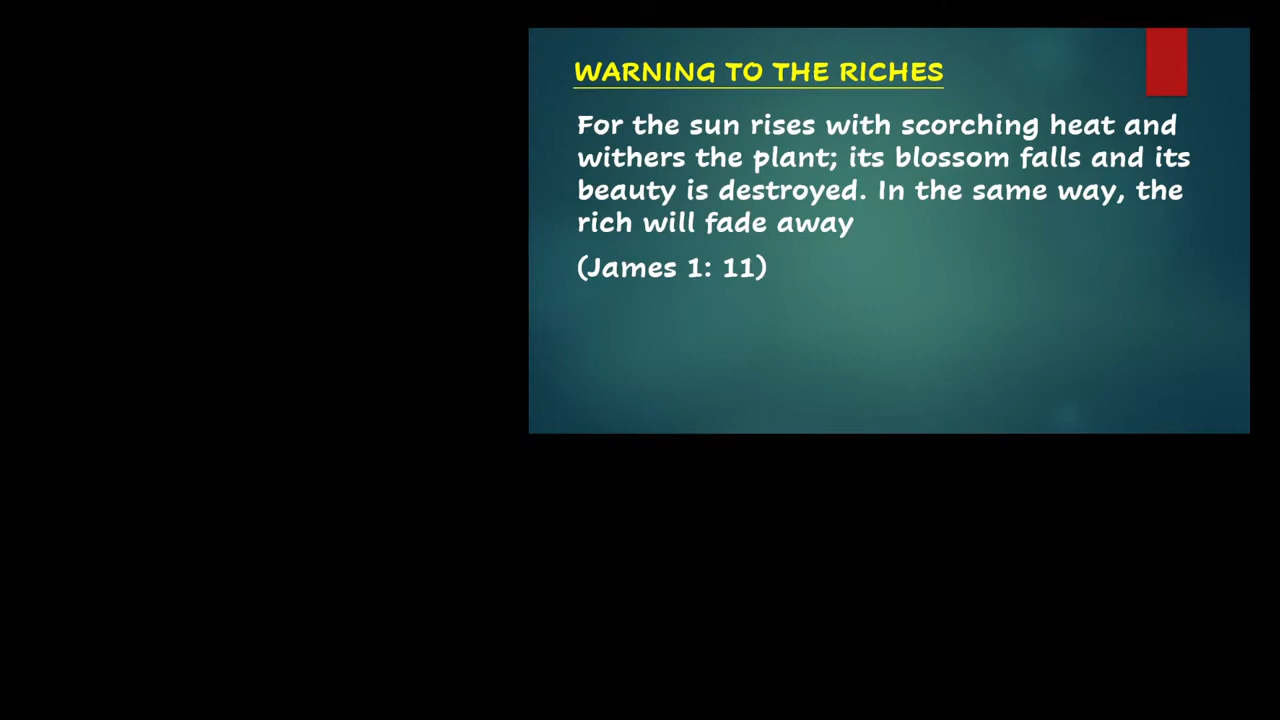 WARNING TO THE RICHES
For the sun rises with scorching heat and
withers the plant; its blossom falls and its
beauty is destroyed. In the same way, the
rich will fade away
(James 1: 11)